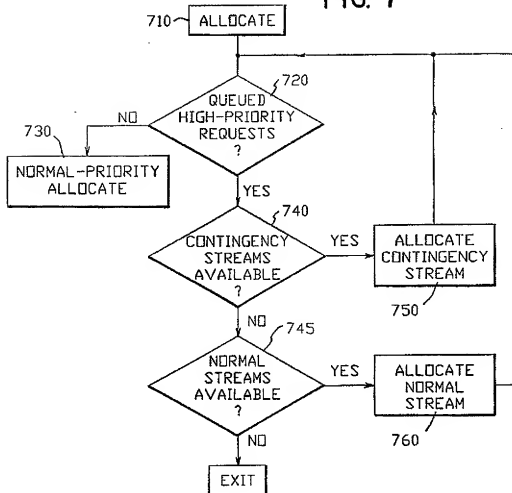 FIG. 7
710
ALLOCATE
720
QUEUED
HIGH-PRIORITY
REQUESTS
?
NO
730
NORMAL-PRIORITY
ALLOCATE
YES
740
CONTINGENCY
STREAMS
AVAILABLE
?
YES
ALLOCATE
CONTINGENCY
STREAM
750
NO
745
NORMAL
STREAMS
AVAILABLE
?
YES
ALLOCATE
NORMAL
STREAM
760
NO
EXIT